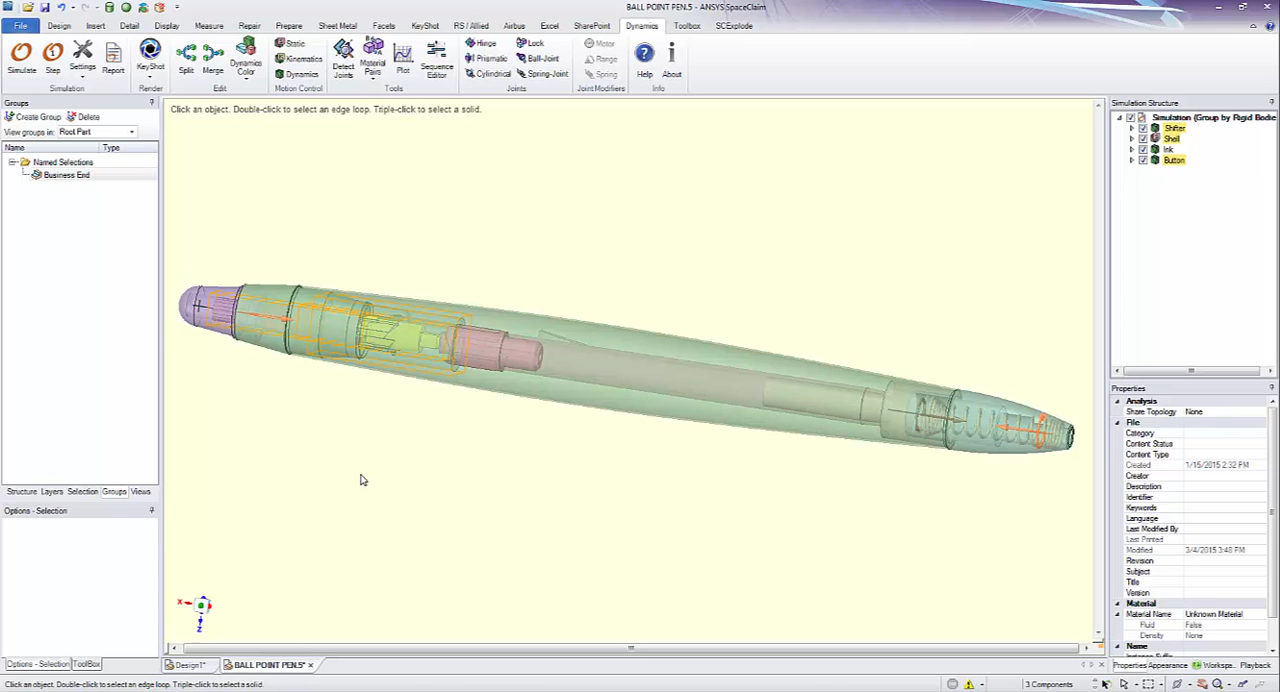 BALL POINT PEN.5 - ANSYS SpaceClaim
File Design Insert Detail Display Measure Repair Prepare Sheet Metal Facets KeyShot RS / Allied Airbus Excel SharePoint Dynamics Toolbox SCExplode
Simulate Step Settings Report KeyShot Split Merge Dynamics Color Static Kinematics Dynamics Detect Joints Material Pairs Plot Sequence Editor Hinge Prismatic Cylindrical Lock Ball-Joint Spring-Joint Motor Range Spring Help About
Simulation Render Edit Motion Control Tools Joints Joint Modifiers Info
Groups
Create Group Delete
View groups in: Root Part
Name Type
Named Selections
Business End
Structure Layers Selection Groups Views
Options - Selection
Options - Selection ToolBox
Click an object. Double-click to select an edge loop. Triple-click to select a solid.
X
Z
Design1* BALL POINT PEN.5*
Simulation Structure
Simulation (Group by Rigid Bodie
Shifter
Shell
Ink
Button
Properties
Analysis
Share Topology None
File
Category
Content Status
Content Type
Created 1/15/2015 2:32 PM
Creator
Description
Identifier
Keywords
Language
Last Modified By
Last Printed
Modified 3/4/2015 3:48 PM
Revision
Subject
Title
Version
Material
Material Name Unknown Material
Fluid False
Density None
Name
Properties Appearance Workspa.. Playback
Click an object. Double-click to select an edge loop. Triple-click to select a solid.
3 Components